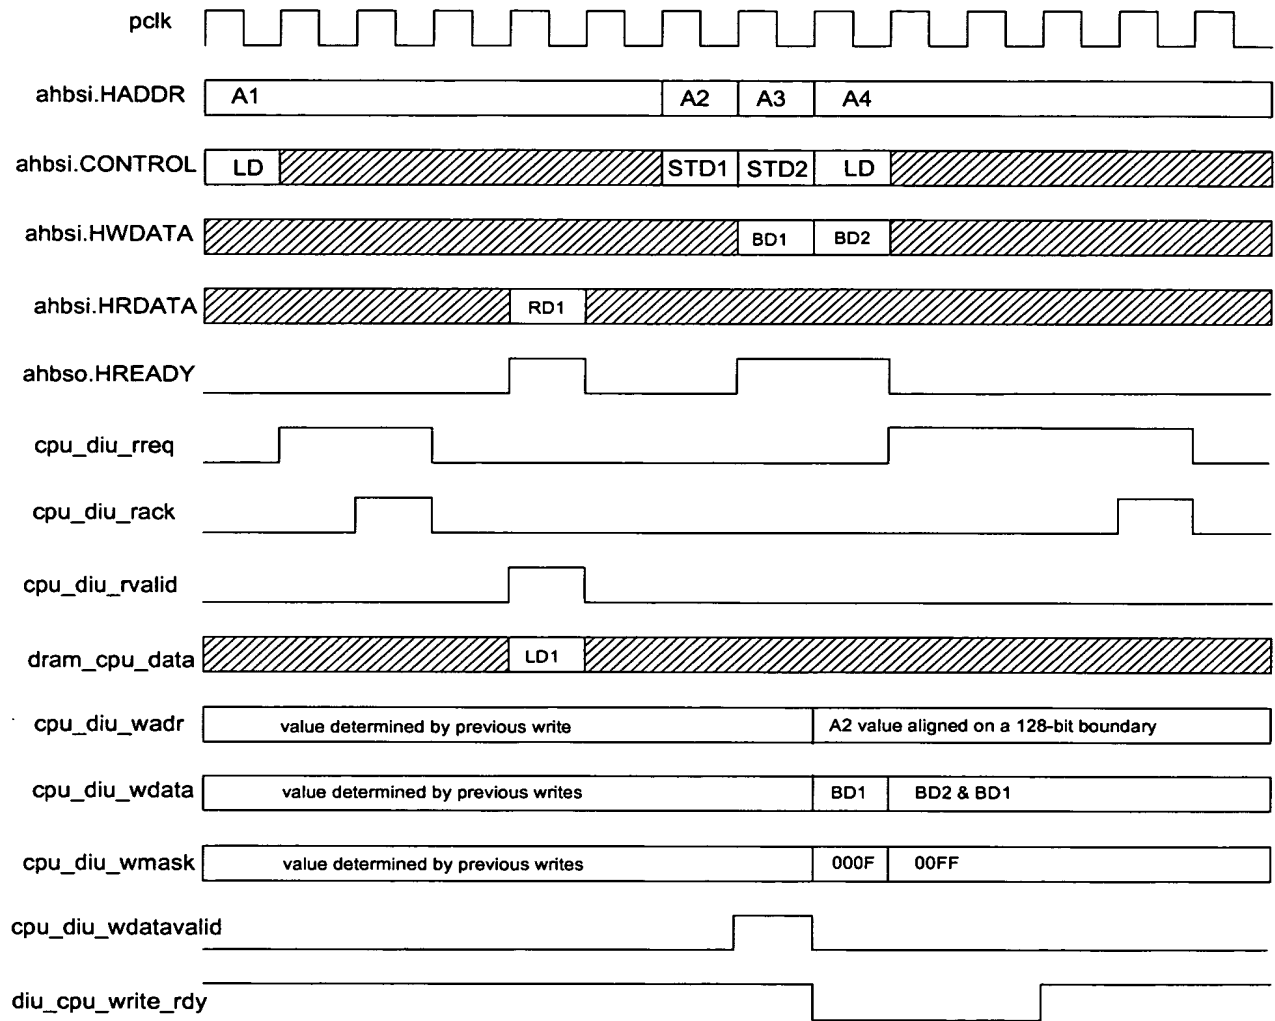 pclk
ahbsi.HADDR A1 A2 A3 A4
ahbsi.CONTROL LD STD1 STD2 LD
ahbsi.HWDATA BD1 BD2
ahbsi.HRDATA RD1
ahbso.HREADY
cpu_diu_rreq
cpu_diu_rack
cpu_diu_rvalid
dram_cpu_data LD1
cpu_diu_wadr value determined by previous write A2 value aligned on a 128-bit boundary
cpu_diu_wdata value determined by previous writes BD1 BD2 & BD1
cpu_diu_wmask value determined by previous writes 000F 00FF
cpu_diu_wdatavalid
diu_cpu_write_rdy